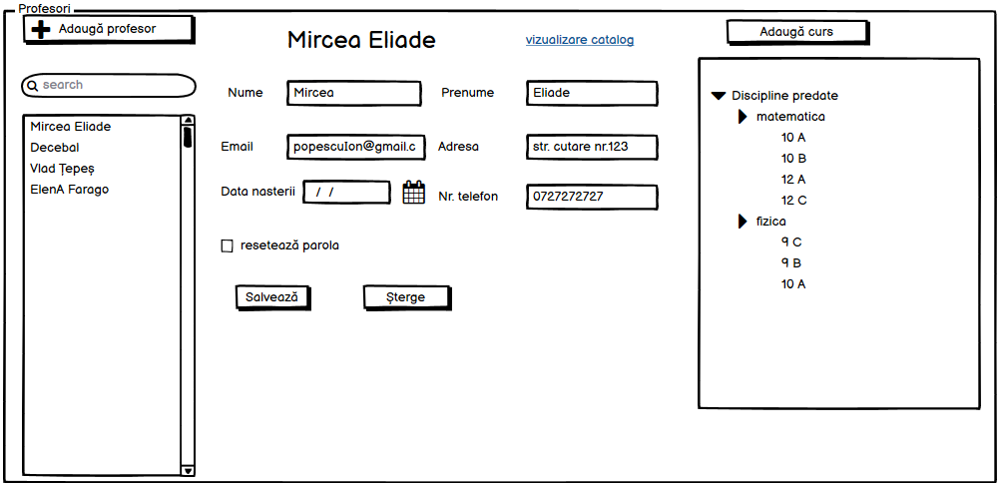 Profesori
Adaugă profesor
search
Mircea Eliade
Decebal
Vlad Țepeș
ElenA Farago
Mircea Eliade
vizualizare catalog
Nume
Mircea
Prenume
Eliade
Email
popescuIon@gmail.c
Adresa
str. cutare nr.123
Data nasterii
/ /
Nr. telefon
0727272727
resetează parola
Salvează
Șterge
Adaugă curs
Discipline predate
matematica
10 A
10 B
12 A
12 C
fizica
9 C
9 B
10 A